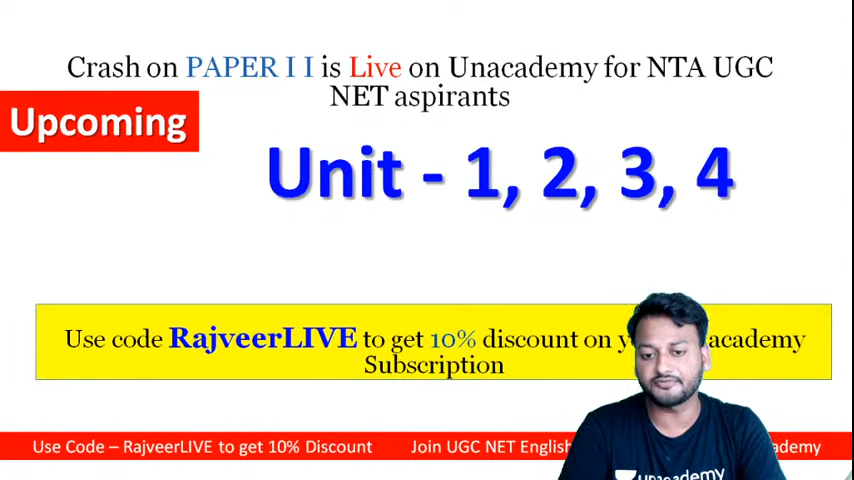 Crash on PAPER I I is Live on Unacademy for NTA UGC
NET aspirants
Upcoming
Unit - 1, 2, 3, 4
Use code RajveerLIVE to get 10% discount on
Subscription
Use Code – RajveerLIVE to get 10% Discount
Join UGC NET English
unacademy